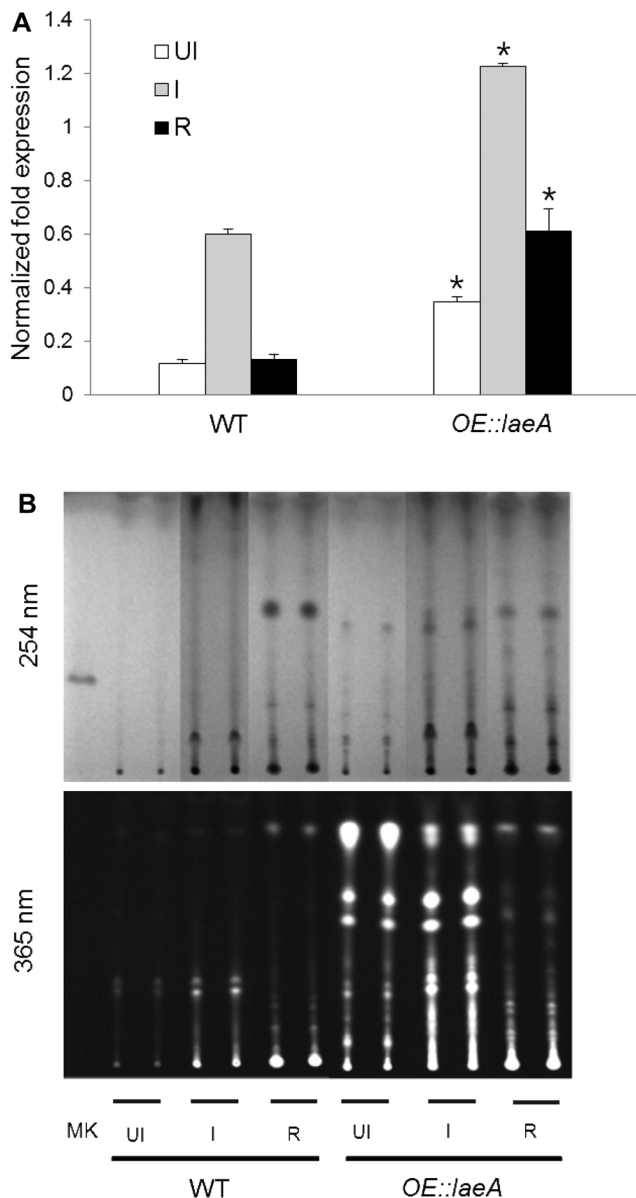 A
Normalized fold expression
1.4
1.2
1
0.8
0.6
0.4
0.2
0
UI
I
R
*
*
*
WT
OE::laeA
B
254 nm
365 nm
MK
UI
I
R
UI
I
R
WT
OE::laeA